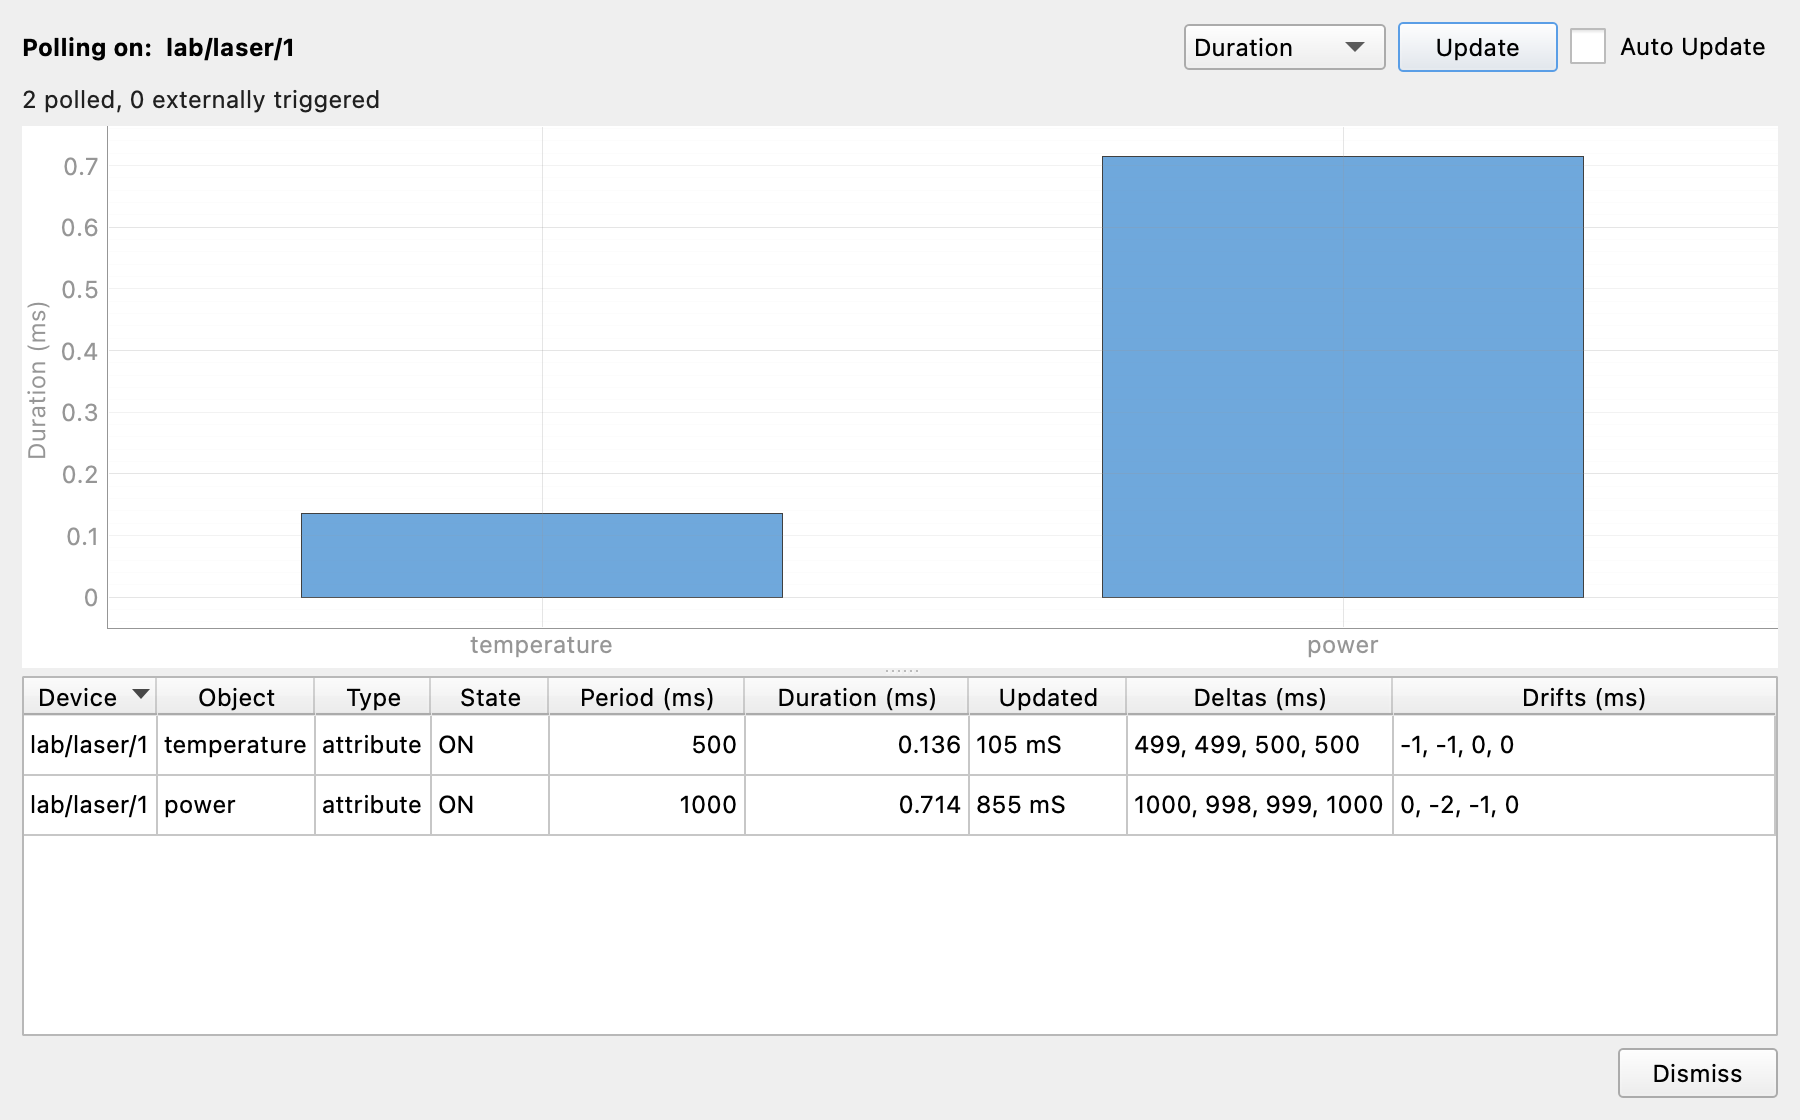 Polling on: lab/laser/1
Duration
Update
Auto Update
2 polled, 0 externally triggered
Duration (ms)
0.7
0.6
0.5
0.4
0.3
0.2
0.1
0
temperature power
Device Object Type State Period (ms) Duration (ms) Updated Deltas (ms) Drifts (ms)
lab/laser/1 temperature attribute ON 500 0.136 105 mS 499, 499, 500, 500 -1, -1, 0, 0
lab/laser/1 power attribute ON 1000 0.714 855 mS 1000, 998, 999, 1000 0, -2, -1, 0
Dismiss